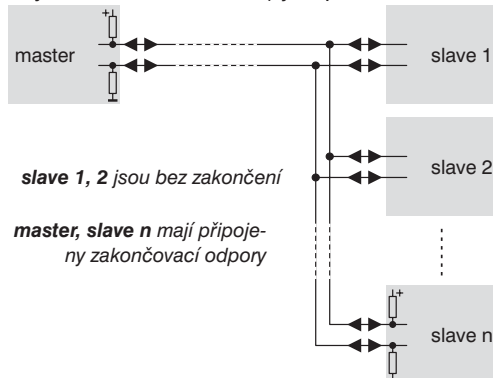 master
+
slave 1
slave 2
slave 1, 2 jsou bez zakončení
master, slave n mají připoje-
ny zakončovací odpory
+
slave n